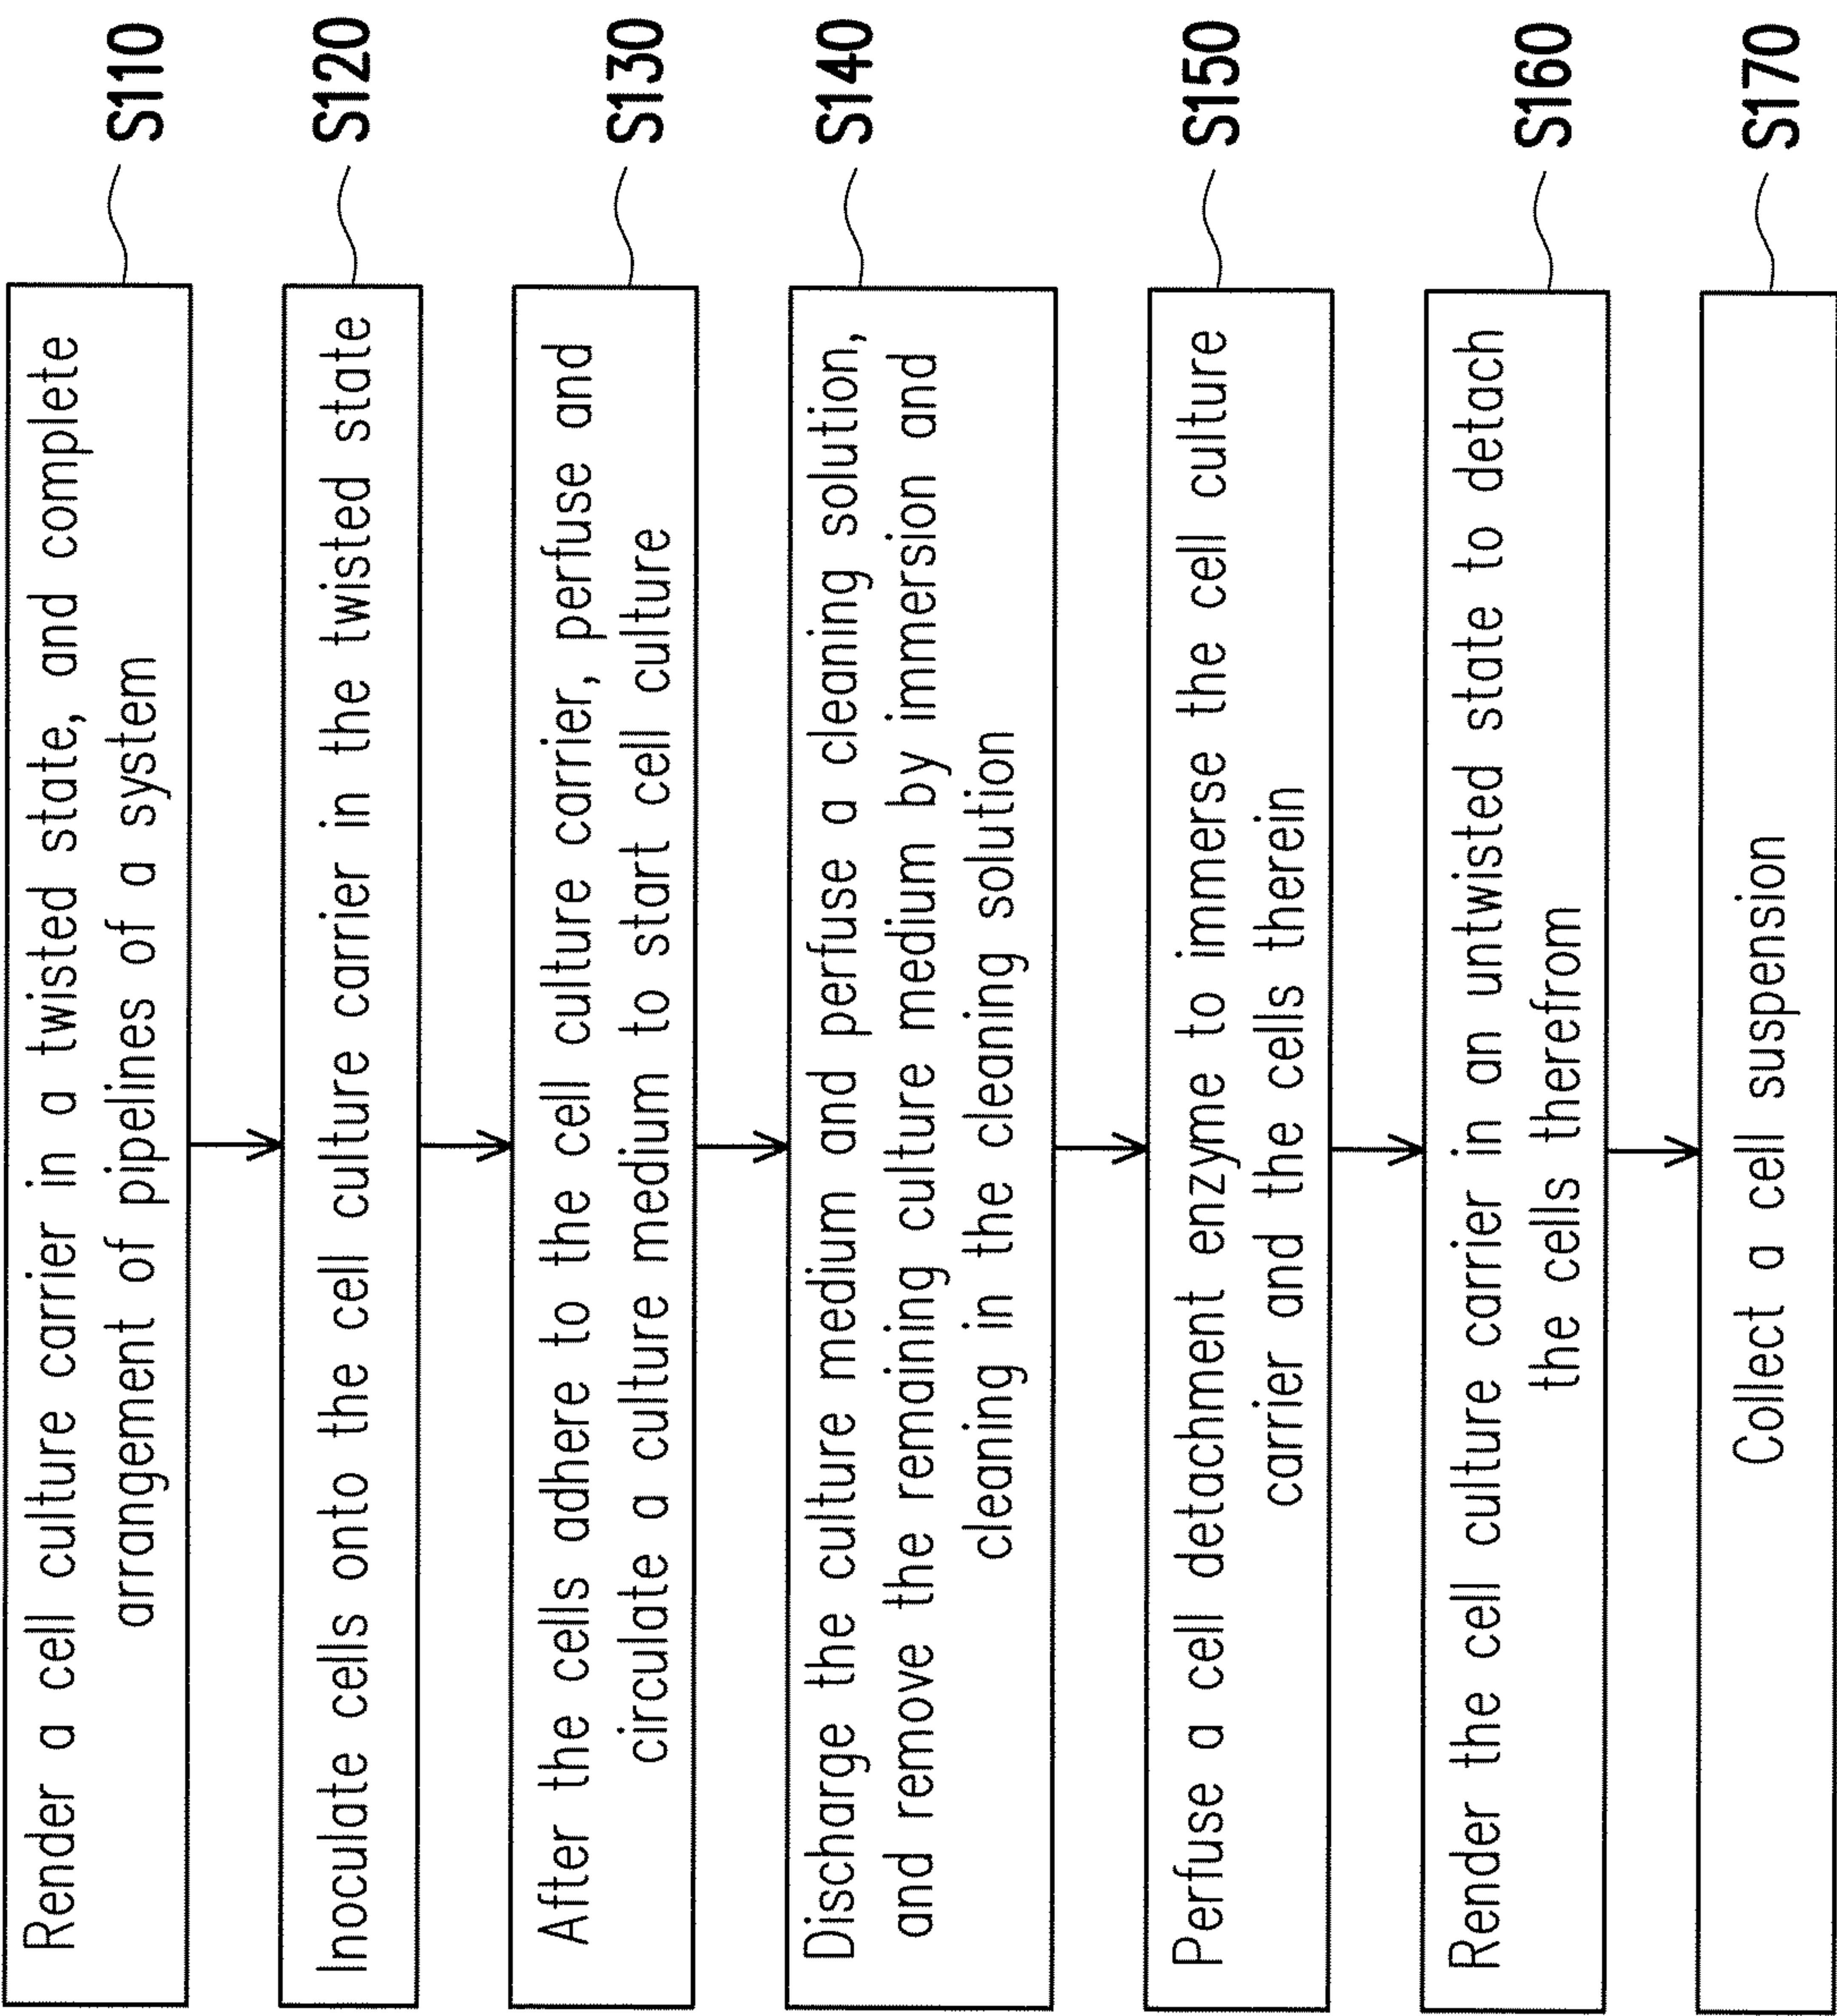 Render a cell culture carrier in a twisted state, and complete
arrangement of pipelines of a system
S110
Inoculate cells onto the cell culture carrier in the twisted state
S120
After the cells adhere to the cell culture carrier, perfuse and
circulate a culture medium to start cell culture
S130
Discharge the culture medium and perfuse a cleaning solution,
and remove the remaining culture medium by immersion and
cleaning in the cleaning solution
S140
Perfuse a cell detachment enzyme to immerse the cell culture
carrier and the cells therein
S150
Render the cell culture carrier in an untwisted state to detach
the cells therefrom
S160
Collect a cell suspension
S170